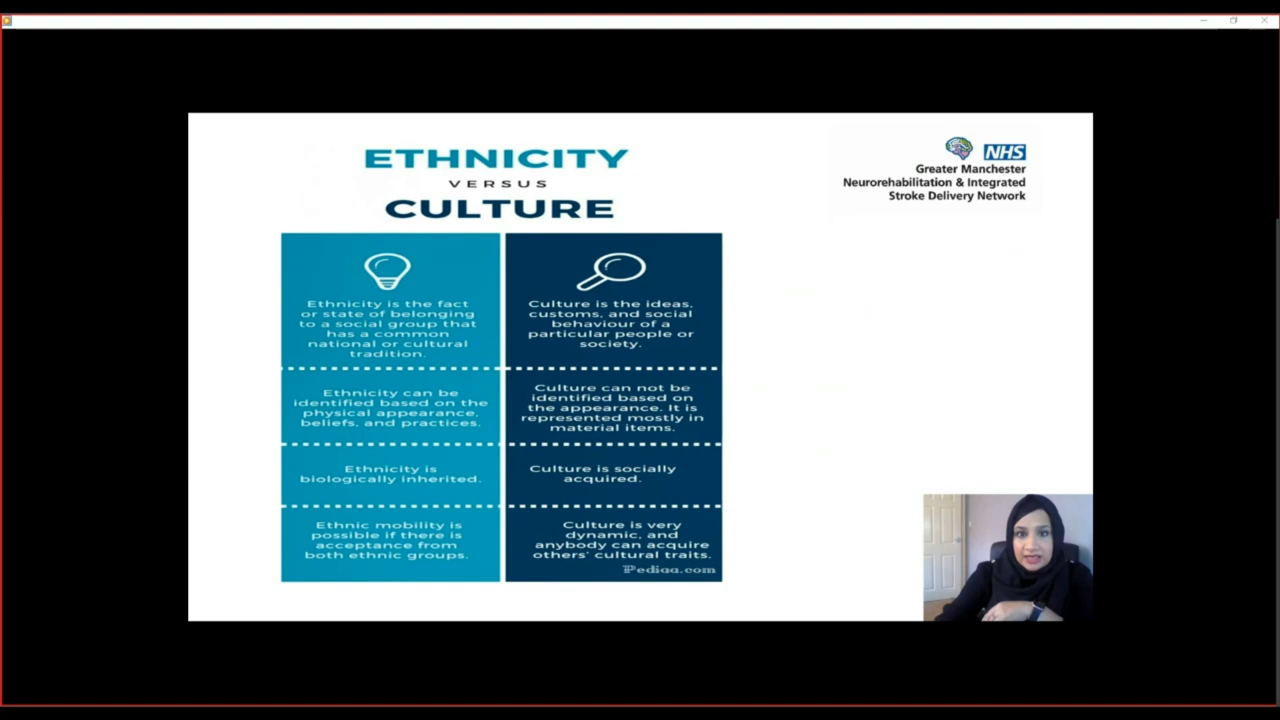 ETHNICITY
VERSUS
CULTURE
NHS
Greater Manchester
Neurorehabilitation & Integrated
Stroke Delivery Network
Ethnicity is the fact
or state of belonging
to a social group that
has a common
national or cultural
tradition.
Culture is the ideas,
customs, and social
behaviour of a
particular people or
society.
Ethnicity can be
identified based on the
physical appearance,
beliefs, and practices.
Culture can not be
identified based on
the appearance. It is
represented mostly in
material items.
Ethnicity is
biologically inherited.
Culture is socially
acquired.
Ethnic mobility is
possible if there is
acceptance from
both ethnic groups.
Culture is very
dynamic, and
anybody can acquire
others' cultural traits.
Pediaa.com